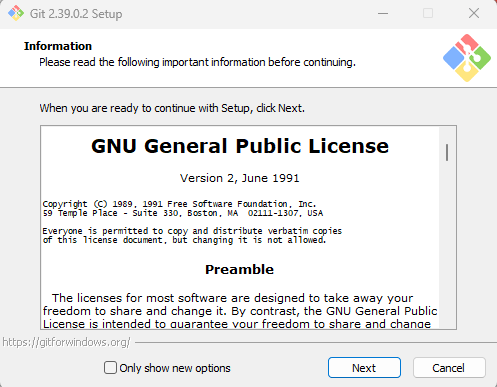 Git 2.39.0.2 Setup
Information
Please read the following important information before continuing.
When you are ready to continue with Setup, click Next.
GNU General Public License
Version 2, June 1991
Copyright (C) 1989, 1991 Free Software Foundation, Inc.
59 Temple Place - Suite 330, Boston, MA  02111-1307, USA
Everyone is permitted to copy and distribute verbatim copies
of this license document, but changing it is not allowed.
Preamble
The licenses for most software are designed to take away your
freedom to share and change it. By contrast, the GNU General Public
License is intended to guarantee your freedom to share and change
https://gitforwindows.org/
Only show new options
Next
Cancel